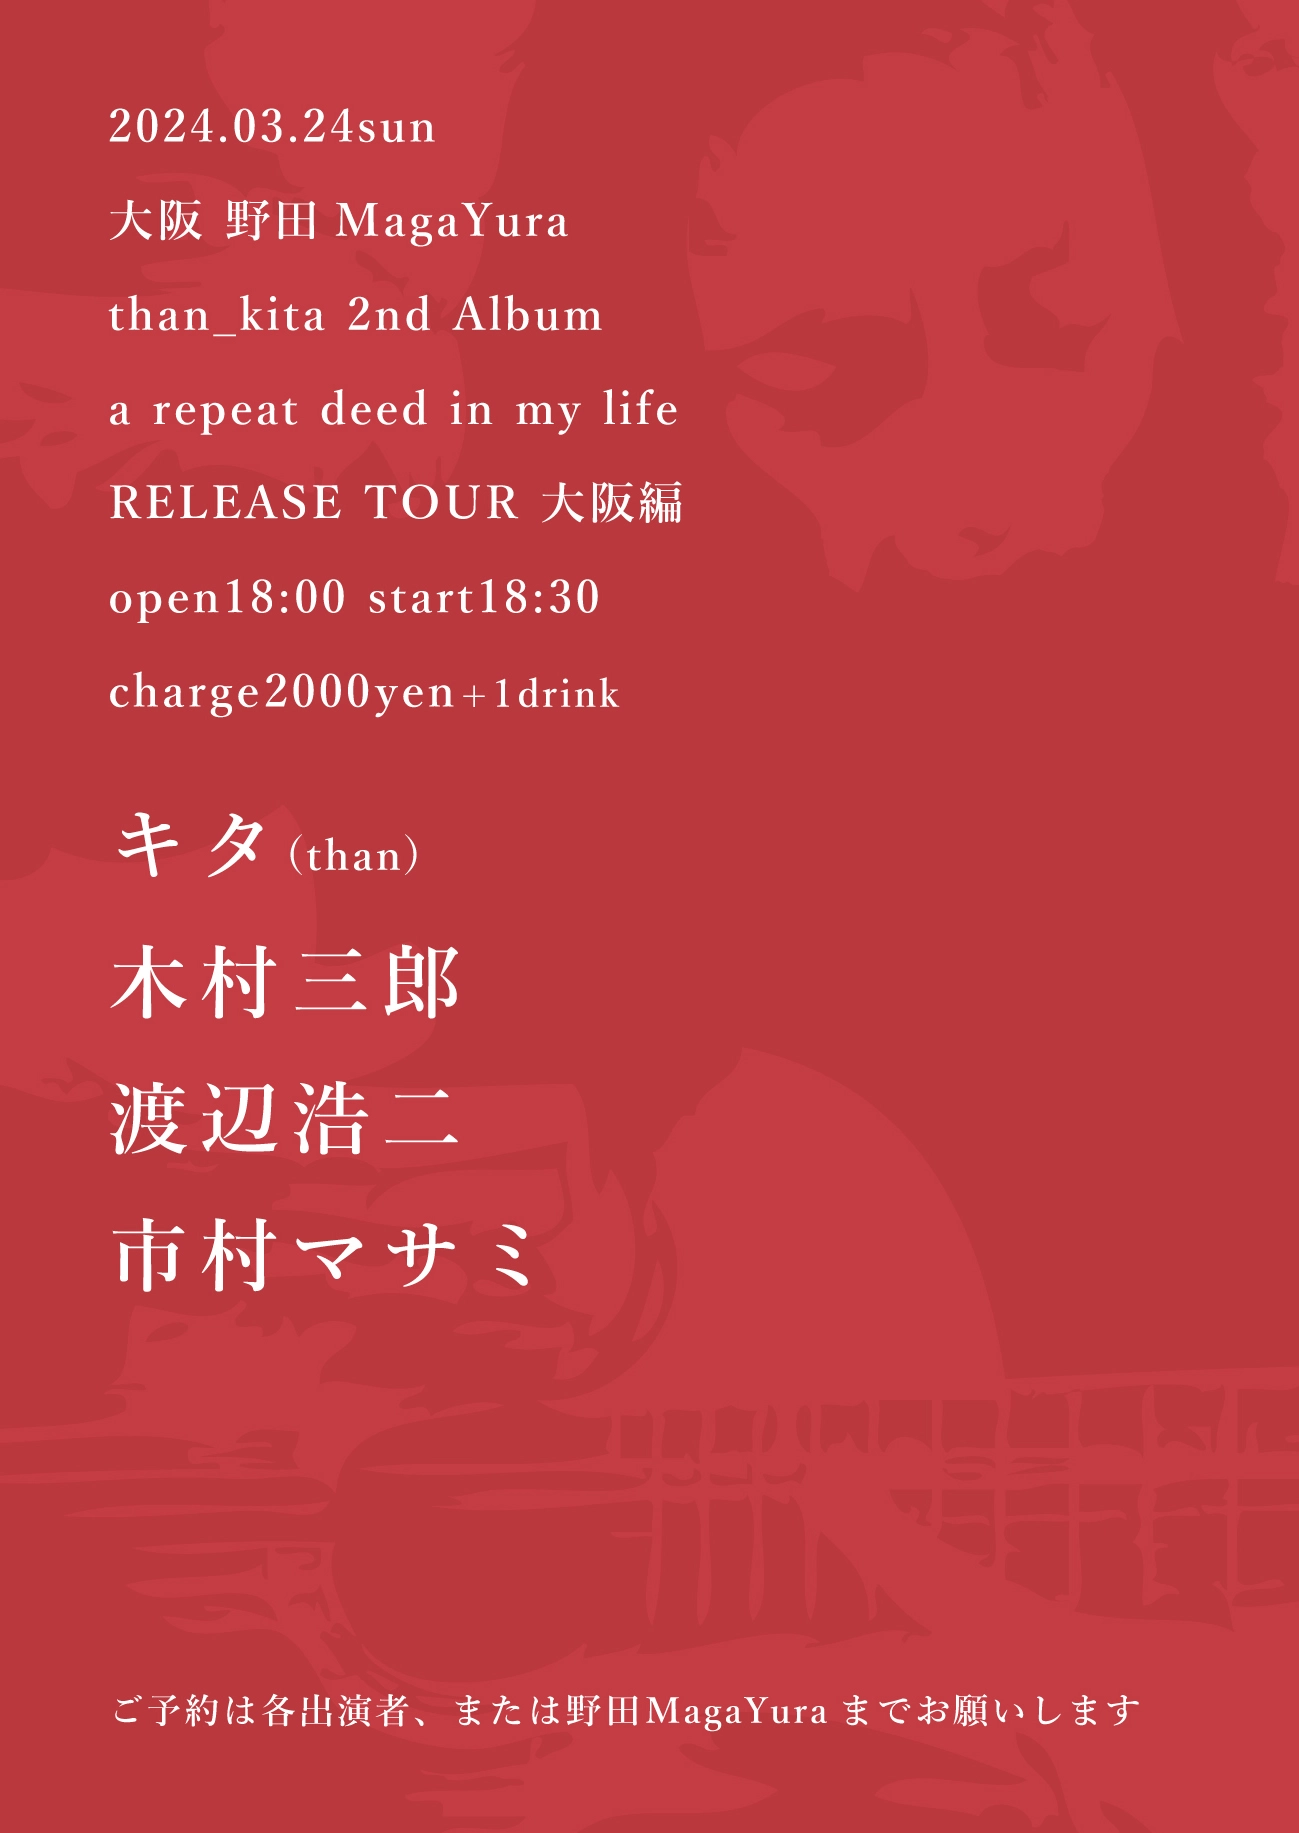 2024.03.24sun
大阪 野田 MagaYura
than_kita 2nd Album
a repeat deed in my life
RELEASE TOUR 大阪編
open18:00 start18:30
charge2000yen+1drink
キタ（than）
木村三郎
渡辺浩二
市村マサミ
ご予約は各出演者、または野田MagaYura までお願いします